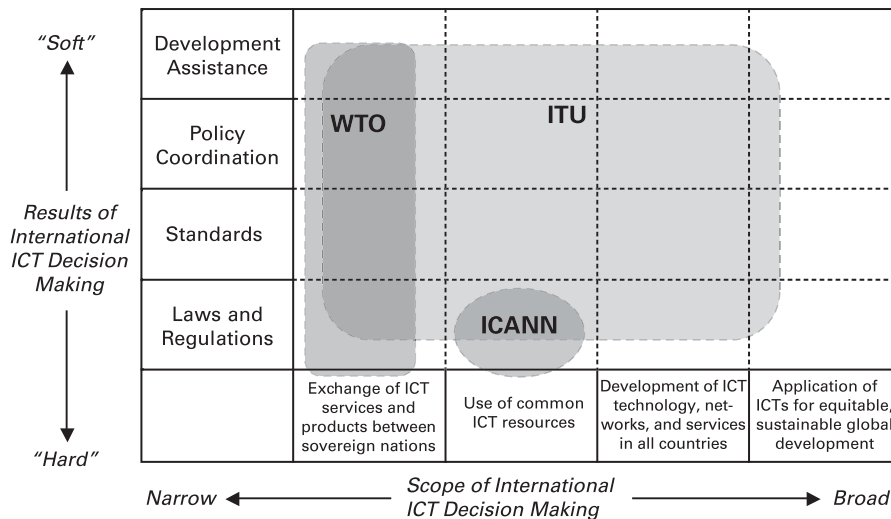 “Soft”
Development
Assistance
WTO
ITU
Policy
Coordination
Results of
International
ICT Decision
Making
Standards
Laws and
Regulations
ICANN
Exchange of ICT
services and
products between
sovereign nations
Use of common
ICT resources
Development of ICT
technology, net-
works, and services
in all countries
Application of
ICTs for equitable,
sustainable global
development
“Hard”
Narrow
Scope of International
ICT Decision Making
Broad